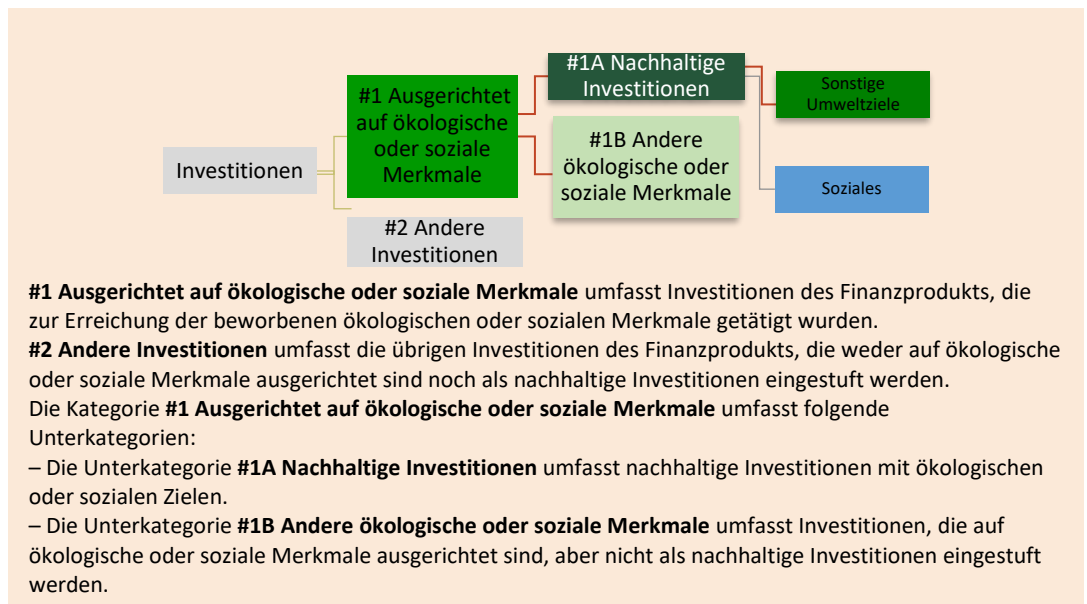 #1A Nachhaltige
Investitionen
Sonstige
Umweltziele
#1 Ausgerichtet
auf ökologische
oder soziale
Merkmale
#1B Andere
ökologische oder
soziale Merkmale
Investitionen
Soziales
#2 Andere
Investitionen
#1 Ausgerichtet auf ökologische oder soziale Merkmale umfasst Investitionen des Finanzprodukts, die
zur Erreichung der beworbenen ökologischen oder sozialen Merkmale getätigt wurden.
#2 Andere Investitionen umfasst die übrigen Investitionen des Finanzprodukts, die weder auf ökologische
oder soziale Merkmale ausgerichtet sind noch als nachhaltige Investitionen eingestuft werden.
Die Kategorie #1 Ausgerichtet auf ökologische oder soziale Merkmale umfasst folgende
Unterkategorien:
– Die Unterkategorie #1A Nachhaltige Investitionen umfasst nachhaltige Investitionen mit ökologischen
oder sozialen Zielen.
– Die Unterkategorie #1B Andere ökologische oder soziale Merkmale umfasst Investitionen, die auf
ökologische oder soziale Merkmale ausgerichtet sind, aber nicht als nachhaltige Investitionen eingestuft
werden.